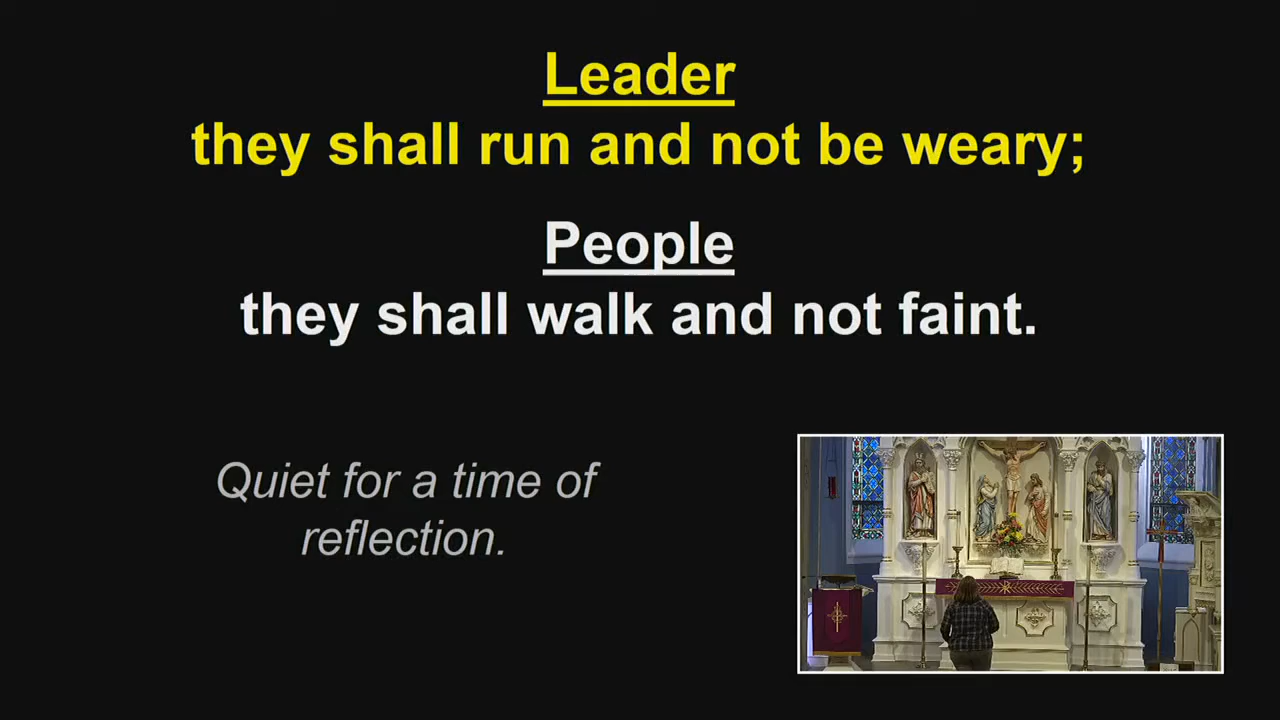 Leader
they shall run and not be weary;
People
they shall walk and not faint.
Quiet for a time of
reflection.